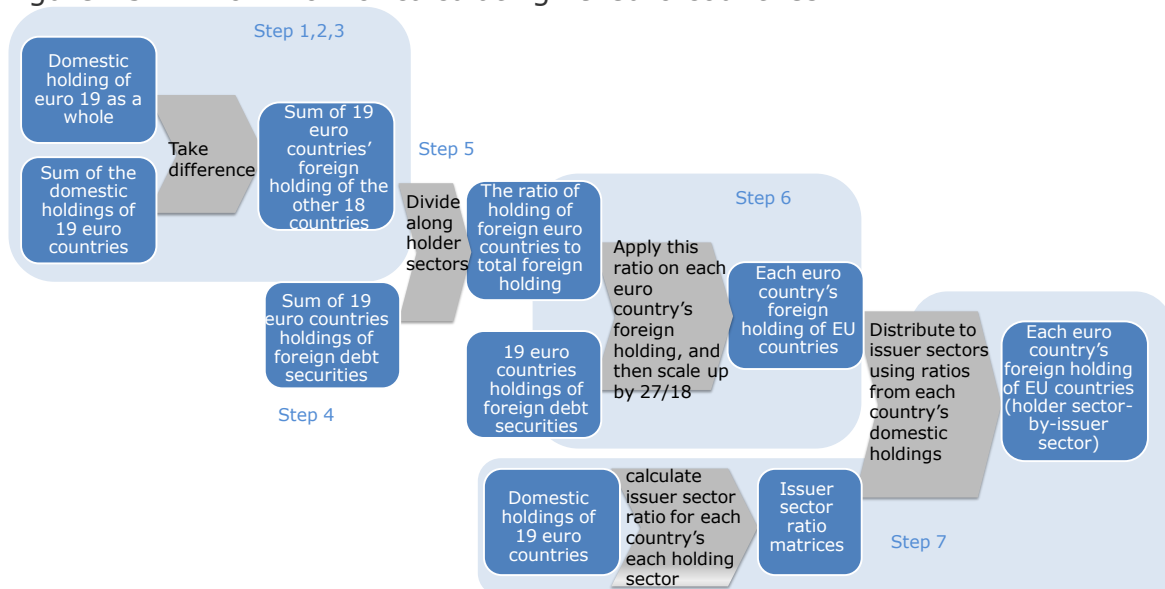 Step 1,2,3
Domestic
holding of
euro 19 as a
whole
Sum of the
domestic
holdings of
19 euro
countries
Take
difference
Sum of 19
euro
countries’
foreign
holding of the
other 18
countries
Step 4
Sum of 19
euro countries
holdings of
foreign debt
securities
Step 5
Divide
along
holder
sectors
The ratio of
holding of
foreign euro
countries to
total foreign
holding
19 euro
countries
holdings of
foreign debt
securities
Step 6
Apply this
ratio on each
euro
country’s
foreign
holding, and
then scale up
by 27/18
Each euro
country’s
foreign
holding of EU
countries
Domestic
holdings of
19 euro
countries
calculate
issuer sector
ratio for each
country’s
each holding
sector
Issuer
sector
ratio
matrices
Step 7
Distribute to
issuer sectors
using ratios
from each
country’s
domestic
holdings
Each euro
country’s
foreign holding
of EU countries
(holder sector-
by-issuer
sector)